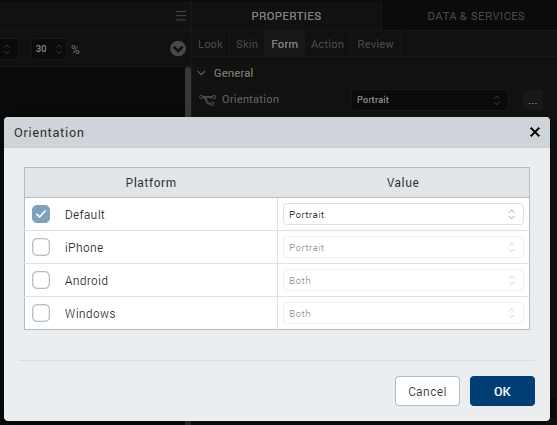 PROPERTIES DATA & SERVICES
30 % Look Skin Form Action Review
General
Orientation Portrait ...
Orientation
Platform Value
Default Portrait
iPhone Portrait
Android Both
Windows Both
Cancel OK